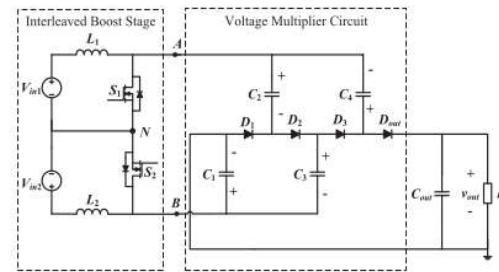 Interleaved Boost Stage
Voltage Multiplier Circuit
L1
A
Vin1
S1
C2
+
-
C4
-
+
N
D1
D2
D3
Dout
Vin2
S2
C1
-
+
C3
+
-
L2
B
Cout
+
vout
-